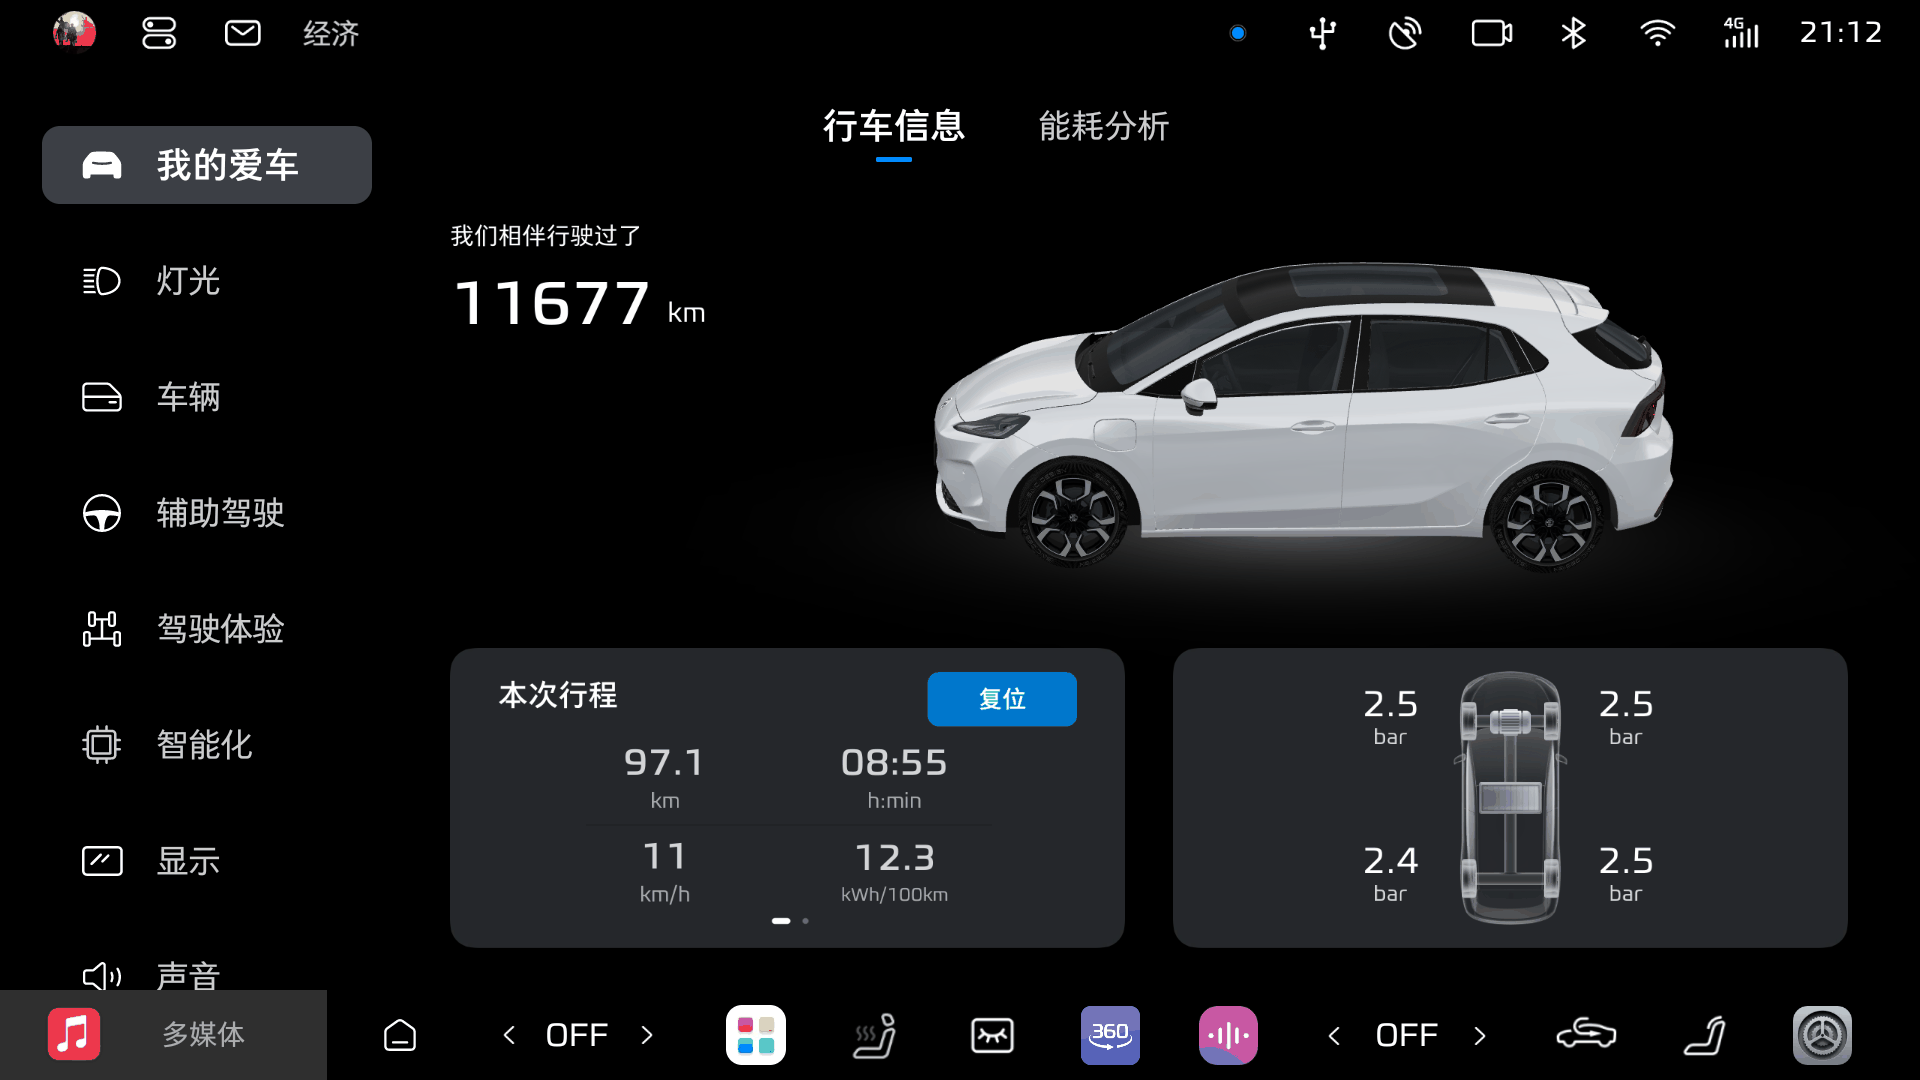 经济
4G
21:12
行车信息
能耗分析
我的爱车
灯光
车辆
辅助驾驶
驾驶体验
智能化
显示
声音
我们相伴行驶过了
11677 km
本次行程
复位
97.1
km
08:55
h:min
11
km/h
12.3
kWh/100km
2.5
bar
2.5
bar
2.4
bar
2.5
bar
多媒体
OFF
360
OFF